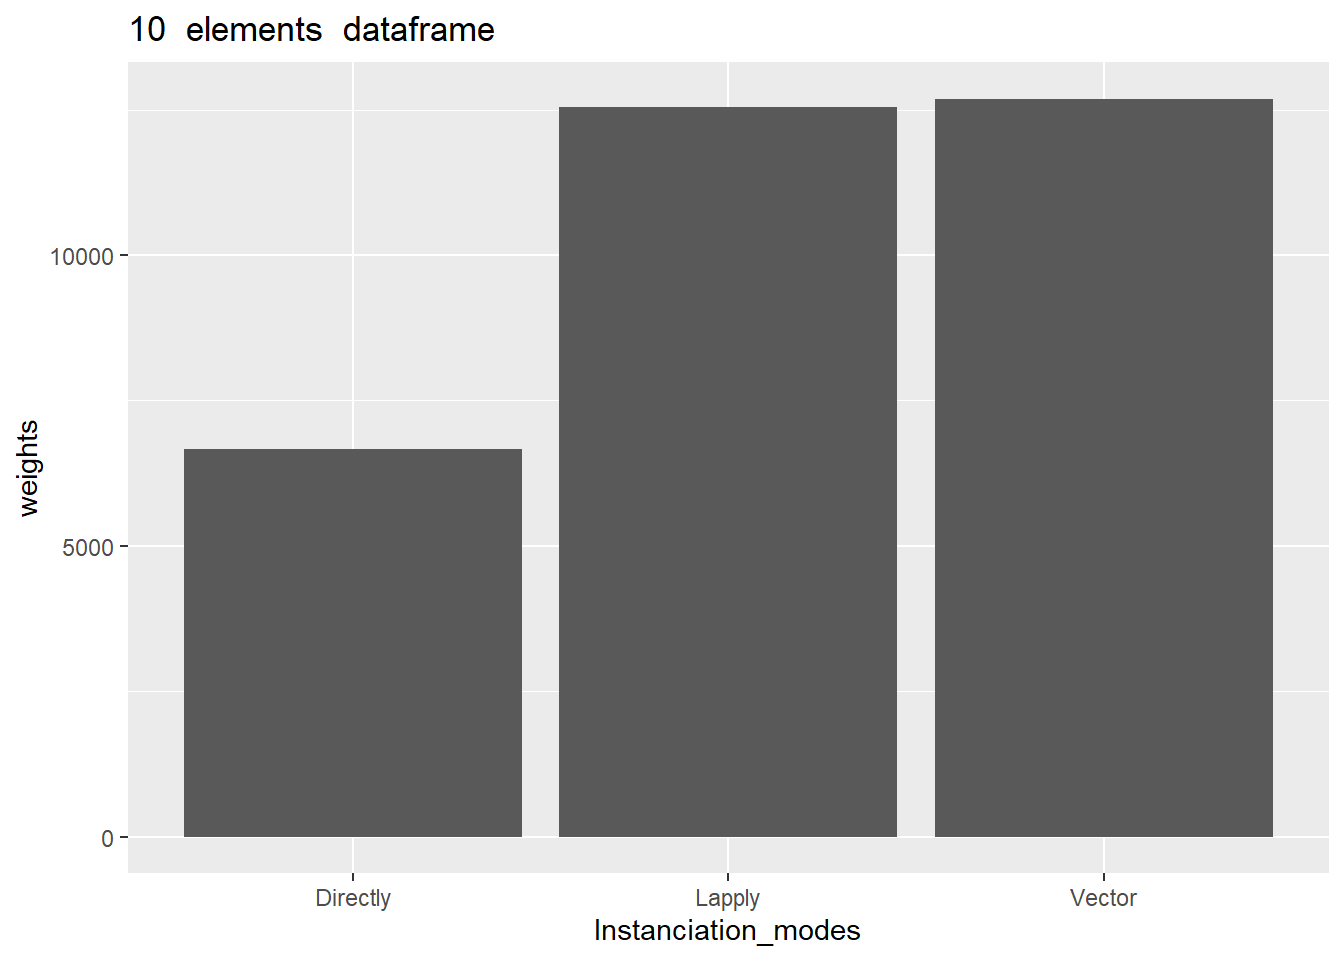 10 elements dataframe
weights
10000
5000
0
Directly Lapply Vector
Instanciation_modes